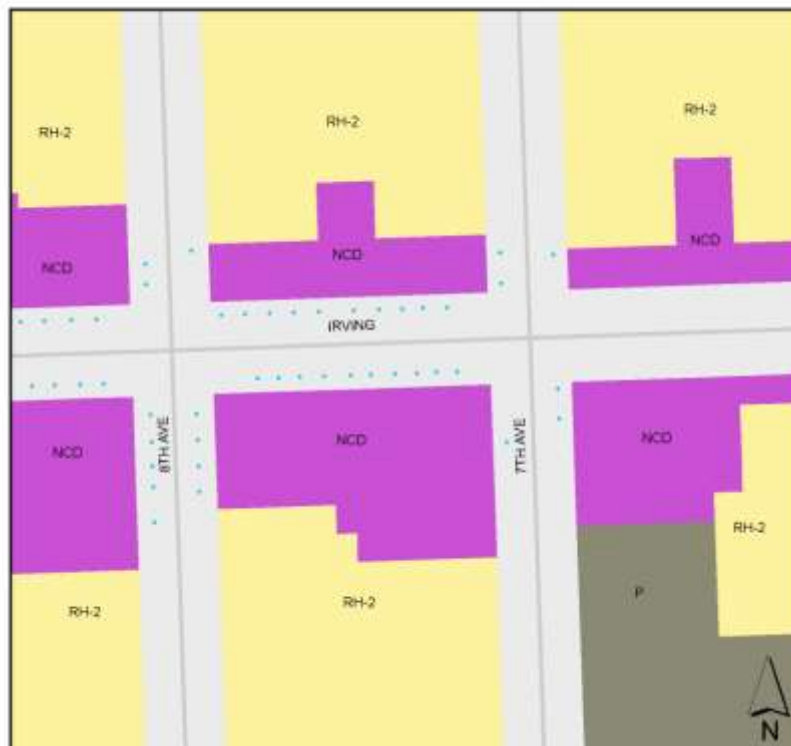 RH-2
RH-2
RH-2
NCD
NCD
NCD
IRVING
8TH AVE
7TH AVE
NCD
NCD
NCD
RH-2
RH-2
RH-2
P
N